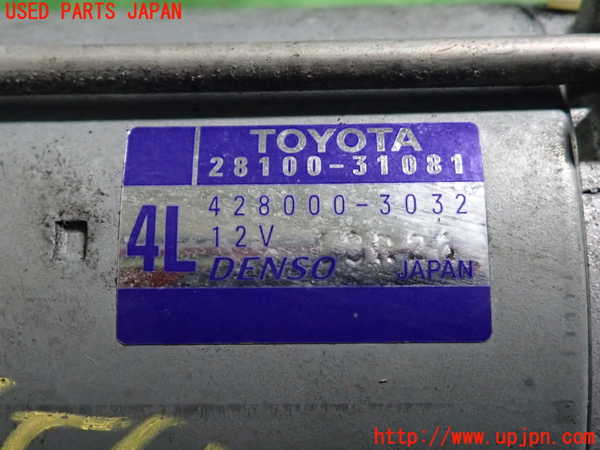 USED PARTS JAPAN
TOYOTA
28100-31081
4L
428000-3032
12V
DENSO
JAPAN
http://www.upjpn.com